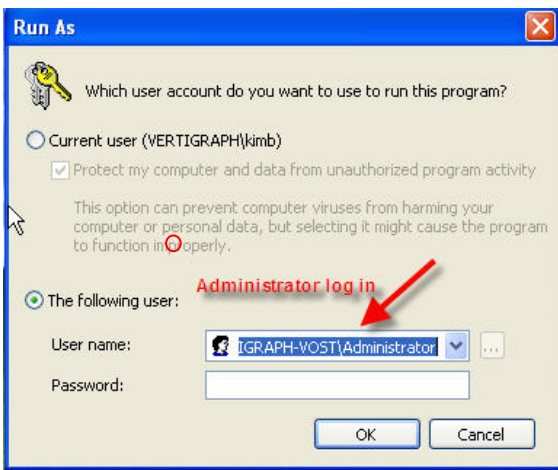 Run As
Which user account do you want to use to run this program?
Current user (VERTIGRAPH\kimb)
Protect my computer and data from unauthorized program activity
This option can prevent computer viruses from harming your
computer or personal data, but selecting it might cause the program
to function improperly.
Administrator log in
The following user:
User name:
IGRAPH-VOST\Administrator
...
Password:
OK
Cancel